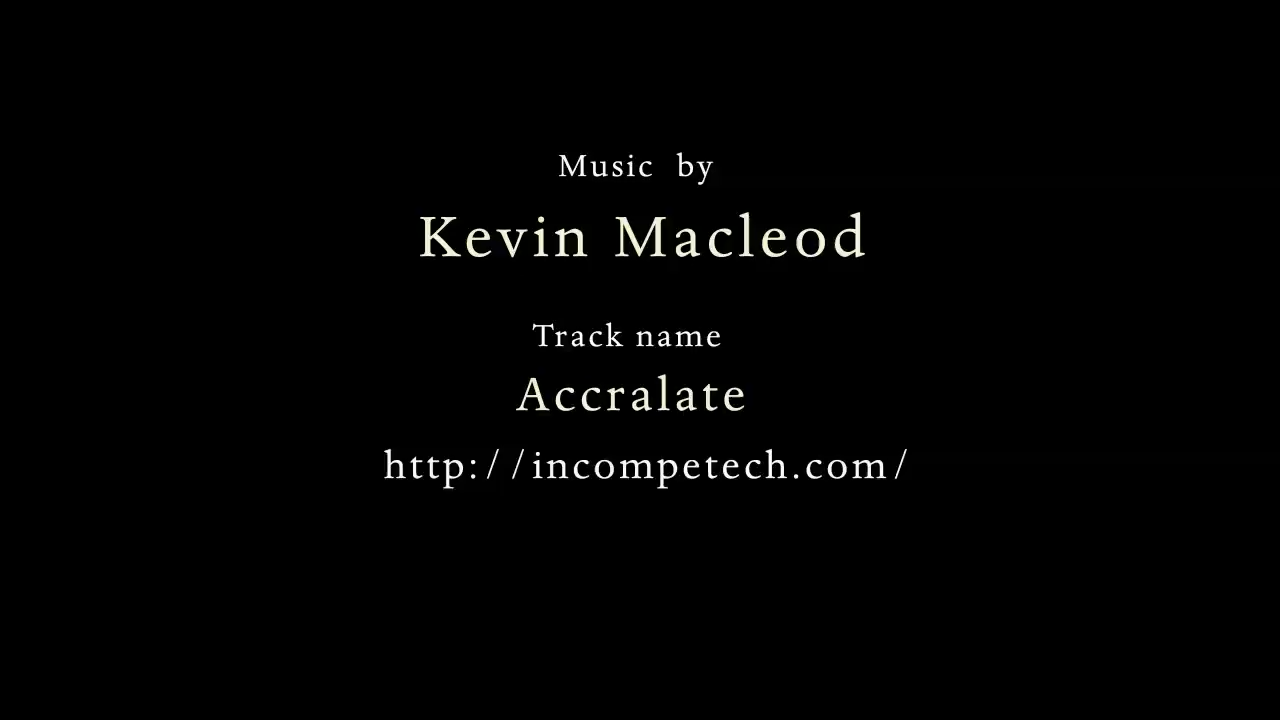 Music by
Kevin Macleod
Track name
Accralate
http://incompetech.com/